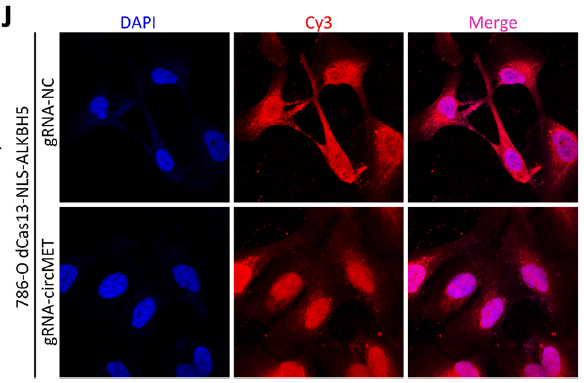 J
DAPI Cy3 Merge
786-O dCas13-NLS-ALKBH5
gRNA-NC
gRNA-circMET